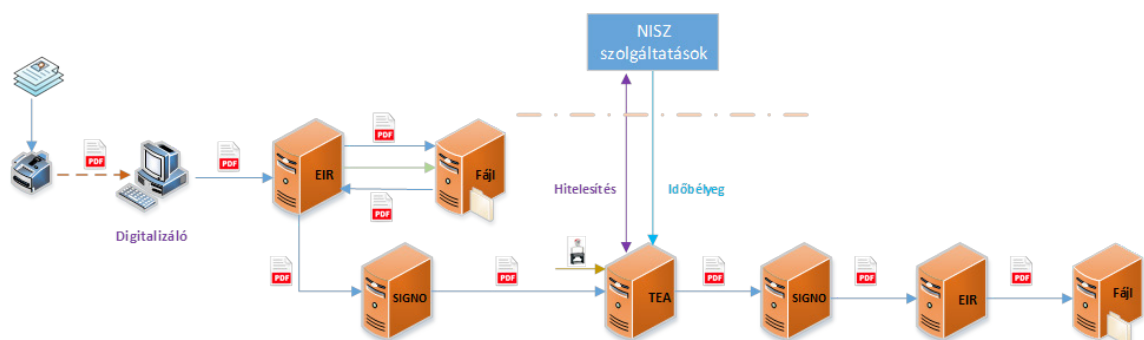 NISZ
szolgáltatások
PDF
PDF
PDF
EIR
Fájl
PDF
Digitalizáló
Hitelesítés
Időbélyeg
PDF
SIGNO
PDF
TEA
PDF
SIGNO
PDF
EIR
PDF
Fájl